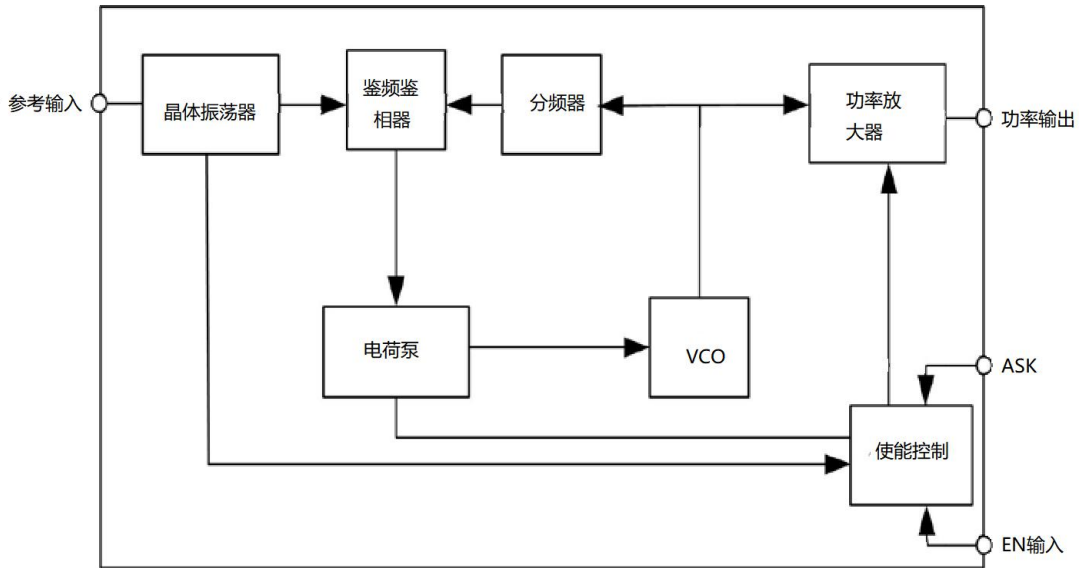 参考输入
晶体振荡器
鉴频鉴
相器
分频器
功率放
大器
功率输出
电荷泵
VCO
ASK
使能控制
EN输入